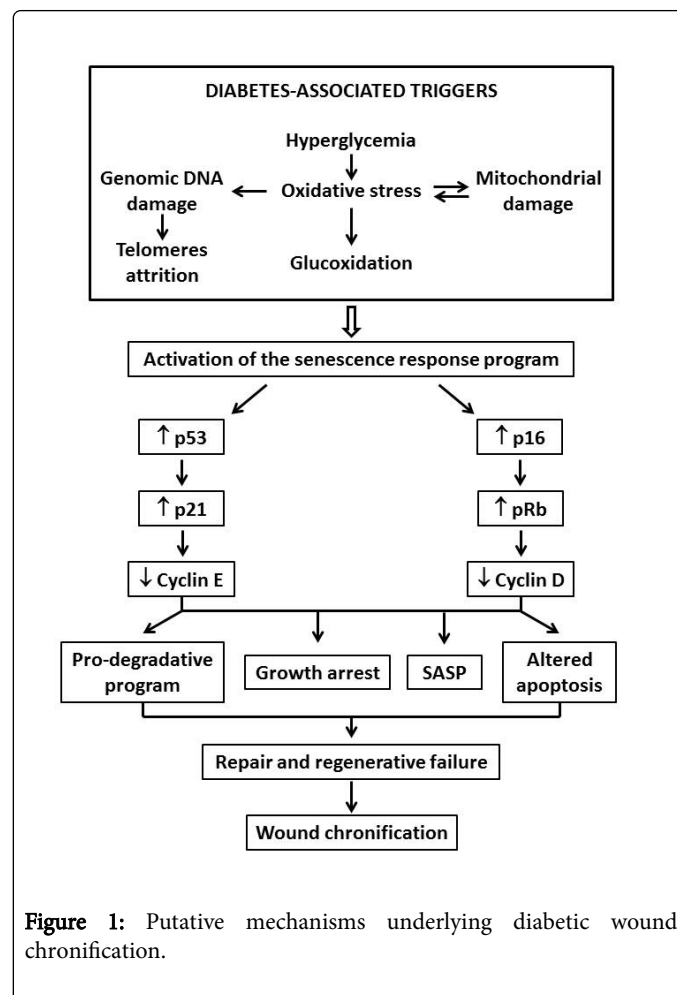 DIABETES-ASSOCIATED TRIGGERS
Hyperglycemia
Genomic DNA
damage
Oxidative stress
Mitochondrial
damage
Telomeres
attrition
Glucoxidation
Activation of the senescence response program
↑ p53
↑ p16
↑ p21
↑ pRb
↓ Cyclin E
↓ Cyclin D
Pro-degradative
program
Growth arrest
SASP
Altered
apoptosis
Repair and regenerative failure
Wound chronification
Figure 1: Putative mechanisms underlying diabetic wound
chronification.